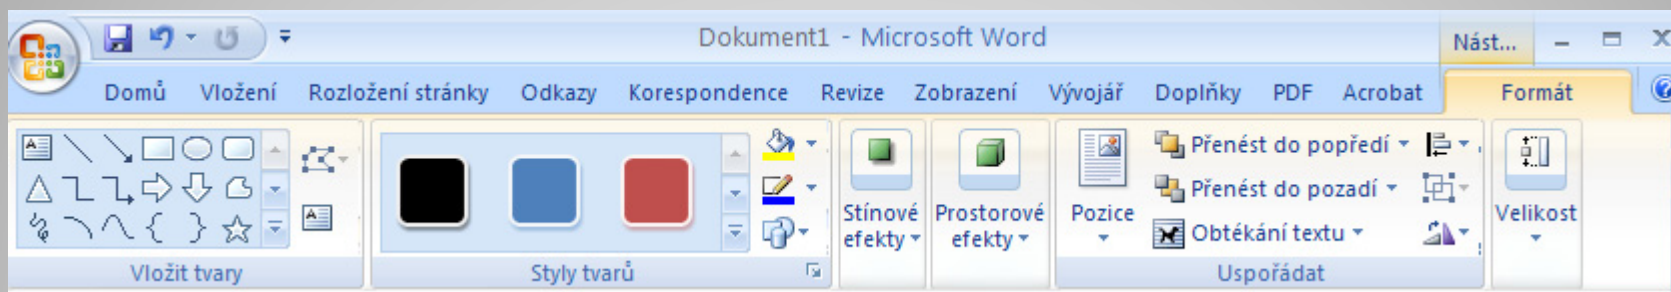 Dokument1 - Microsoft Word
Nást...
Domů Vložení Rozložení stránky Odkazy Korespondence Revize Zobrazení Vývojář Doplňky PDF Acrobat Formát
Vložit tvary
Styly tvarů
Stínové
efekty
Prostorové
efekty
Pozice
Přenést do popředí
Přenést do pozadí
Obtékání textu
Uspořádat
Velikost